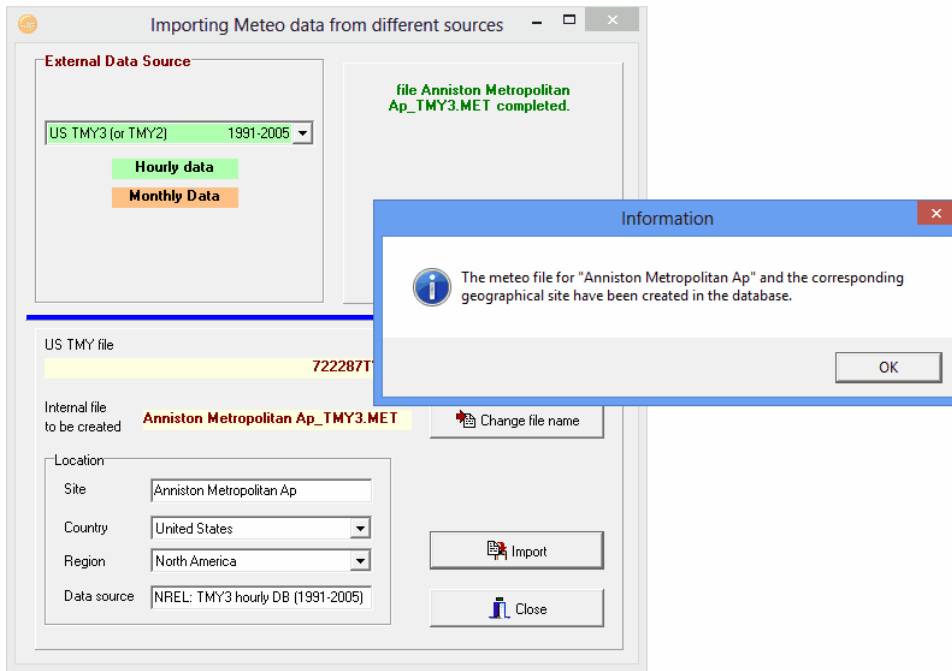 Importing Meteo data from different sources
External Data Source
US TMY3 (or TMY2) 1991-2005
Hourly data
Monthly Data
file Anniston Metropolitan
Ap_TMY3.MET completed.
Information
The meteo file for "Anniston Metropolitan Ap" and the corresponding
geographical site have been created in the database.
OK
US TMY file
Internal file
to be created
Anniston Metropolitan Ap_TMY3.MET
Change file name
Location
Site
Anniston Metropolitan Ap
Country
United States
Region
North America
Data source
NREL: TMY3 hourly DB (1991-2005)
Import
Close